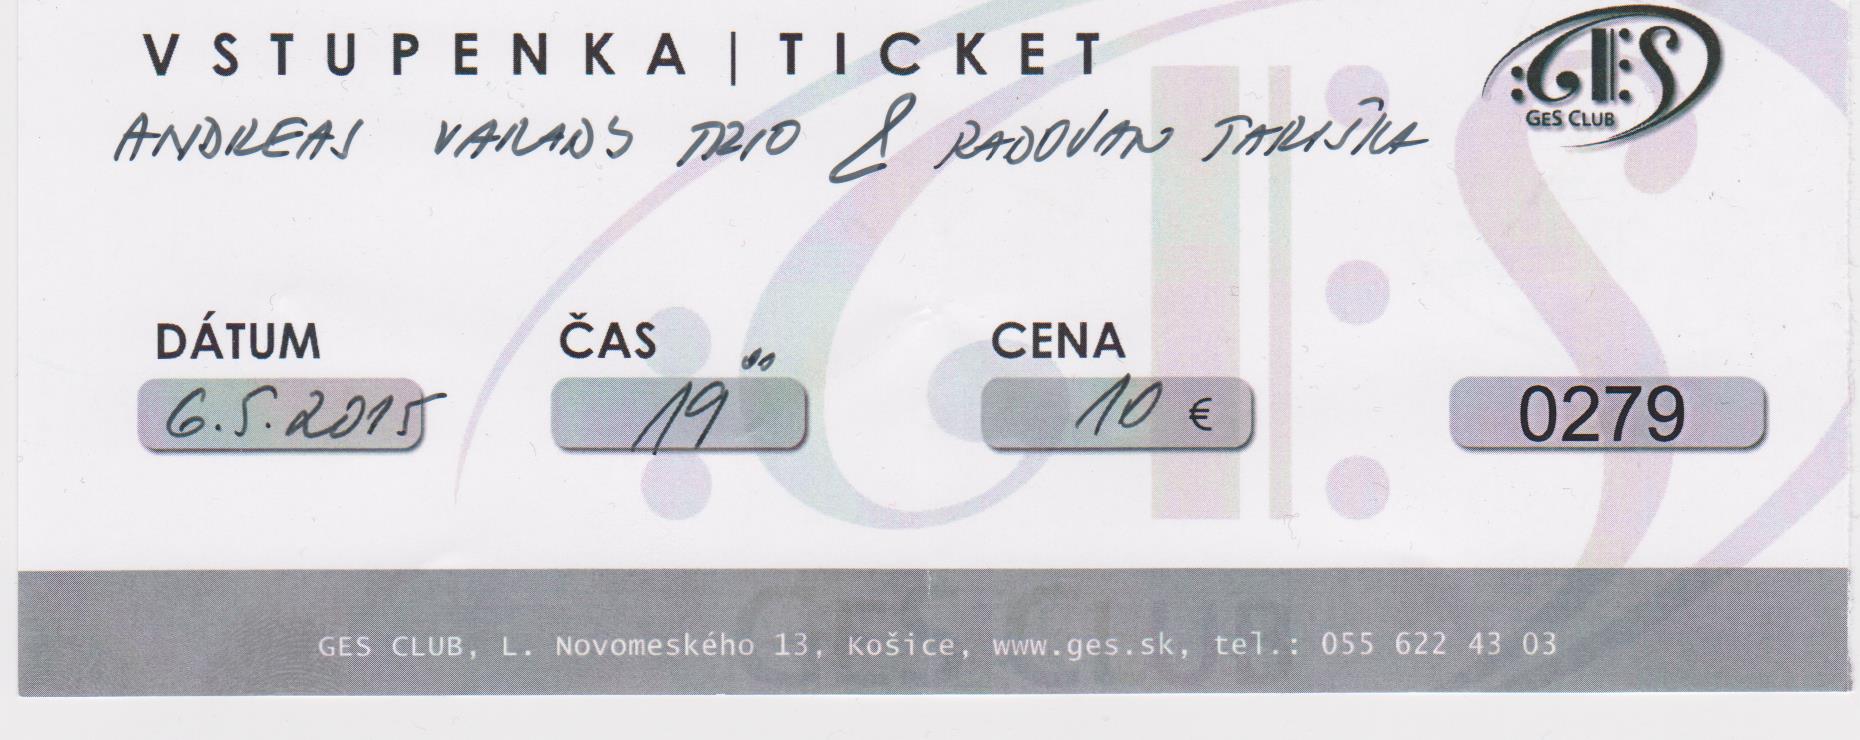 VSTUPENKA | TICKET
GES
GES CLUB
ANDREAS VARADY TRIO & RADOVAN TARIŠKA
DÁTUM ČAS CENA
6.5.2015 19⁰⁰ 10 € 0279
GES CLUB, L. Novomeského 13, Košice, www.ges.sk, tel.: 055 622 43 03